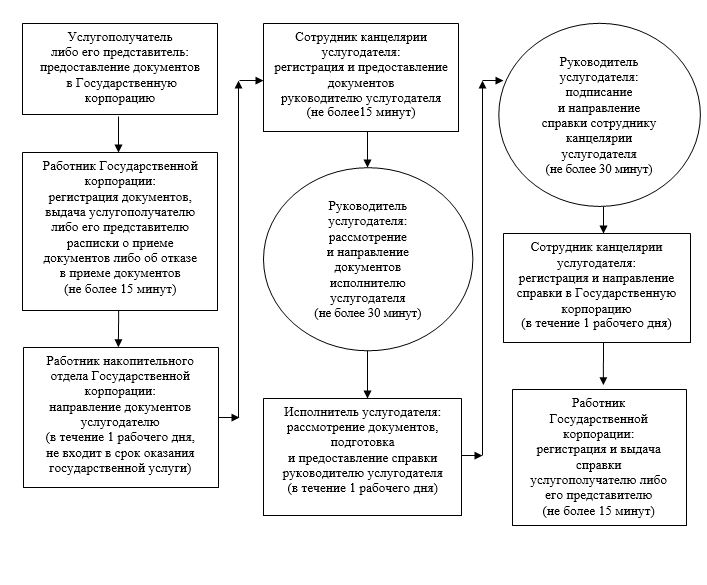 Услугополучатель
либо его представитель:
предоставление документов
в Государственную
корпорацию
Работник Государственной
корпорации:
регистрация документов,
выдача услугополучателю
либо его представителю
расписки о приеме
документов либо об отказе
в приеме документов
(не более 15 минут)
Работник накопительного
отдела Государственной
корпорации:
направление документов
услугодателю
(в течение 1 рабочего дня,
не входит в срок оказания
государственной услуги)
Сотрудник канцелярии
услугодателя:
регистрация и предоставление
документов
руководителю услугодателя
(не более15 минут)
Руководитель
услугодателя:
рассмотрение
и направление
документов
исполнителю
услугодателя
(не более 30 минут)
Исполнитель услугодателя:
рассмотрение документов,
подготовка
и предоставление справки
руководителю услугодателя
(в течение 1 рабочего дня)
Руководитель
услугодателя:
подписание
и направление
справки сотруднику
канцелярии
услугодателя
(не более 30 минут)
Сотрудник канцелярии
услугодателя:
регистрация и направление
справки в Государственную
корпорацию
(в течение 1 рабочего дня)
Работник
Государственной
корпорации:
регистрация и выдача
справки
услугополучателю либо
его представителю
(не более 15 минут)